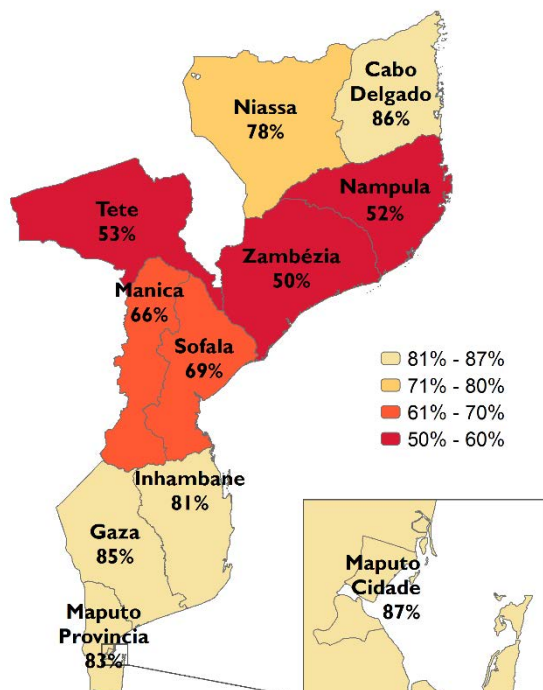 Cabo
Delgado
86%
Niassa
78%
Nampula
52%
Tete
53%
Zambézia
50%
Manica
66%
Sofala
69%
81% - 87%
71% - 80%
61% - 70%
50% - 60%
Inhambane
81%
Gaza
85%
Maputo
Cidade
87%
Maputo
Provincia
83%